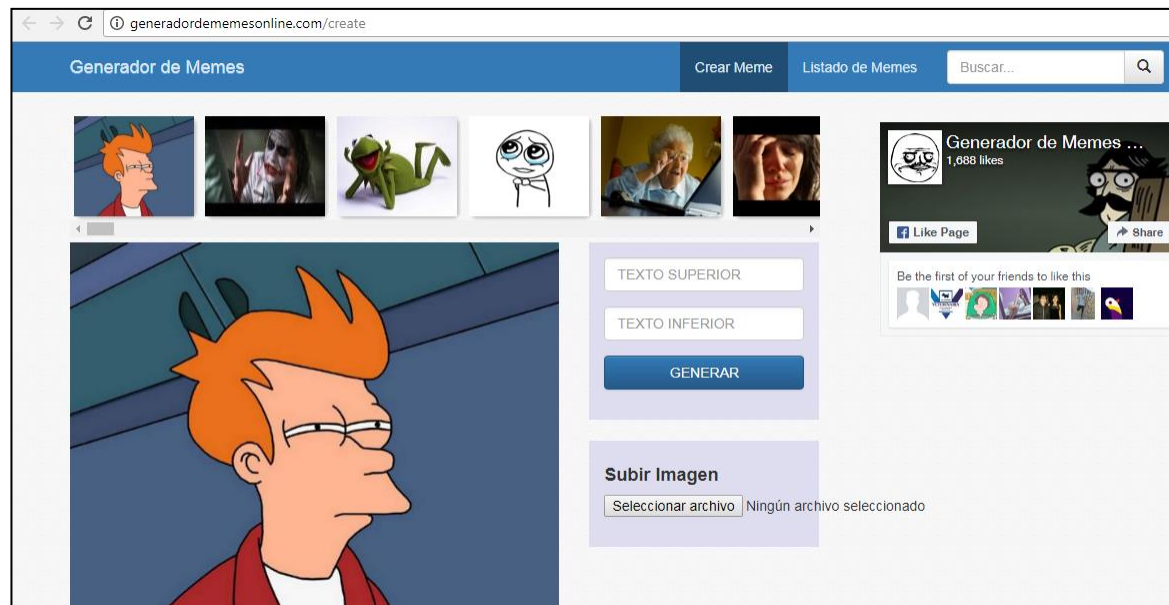 generadordememesonline.com/create
Generador de Memes
Crear Meme
Listado de Memes
Buscar...
Generador de Memes ...
1,688 likes
Like Page
Share
Be the first of your friends to like this
TEXTO SUPERIOR
TEXTO INFERIOR
GENERAR
Subir Imagen
Seleccionar archivo Ningún archivo seleccionado